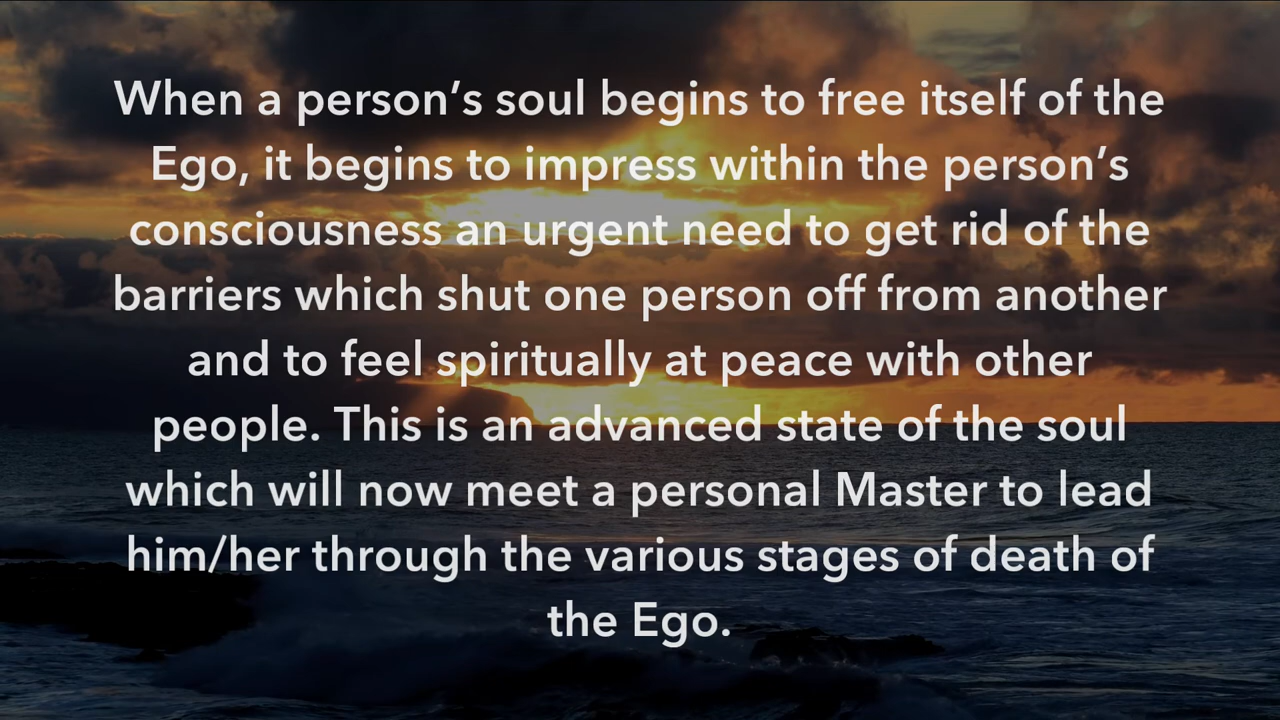 When a person’s soul begins to free itself of the
Ego, it begins to impress within the person’s
consciousness an urgent need to get rid of the
barriers which shut one person off from another
and to feel spiritually at peace with other
people. This is an advanced state of the soul
which will now meet a personal Master to lead
him/her through the various stages of death of
the Ego.